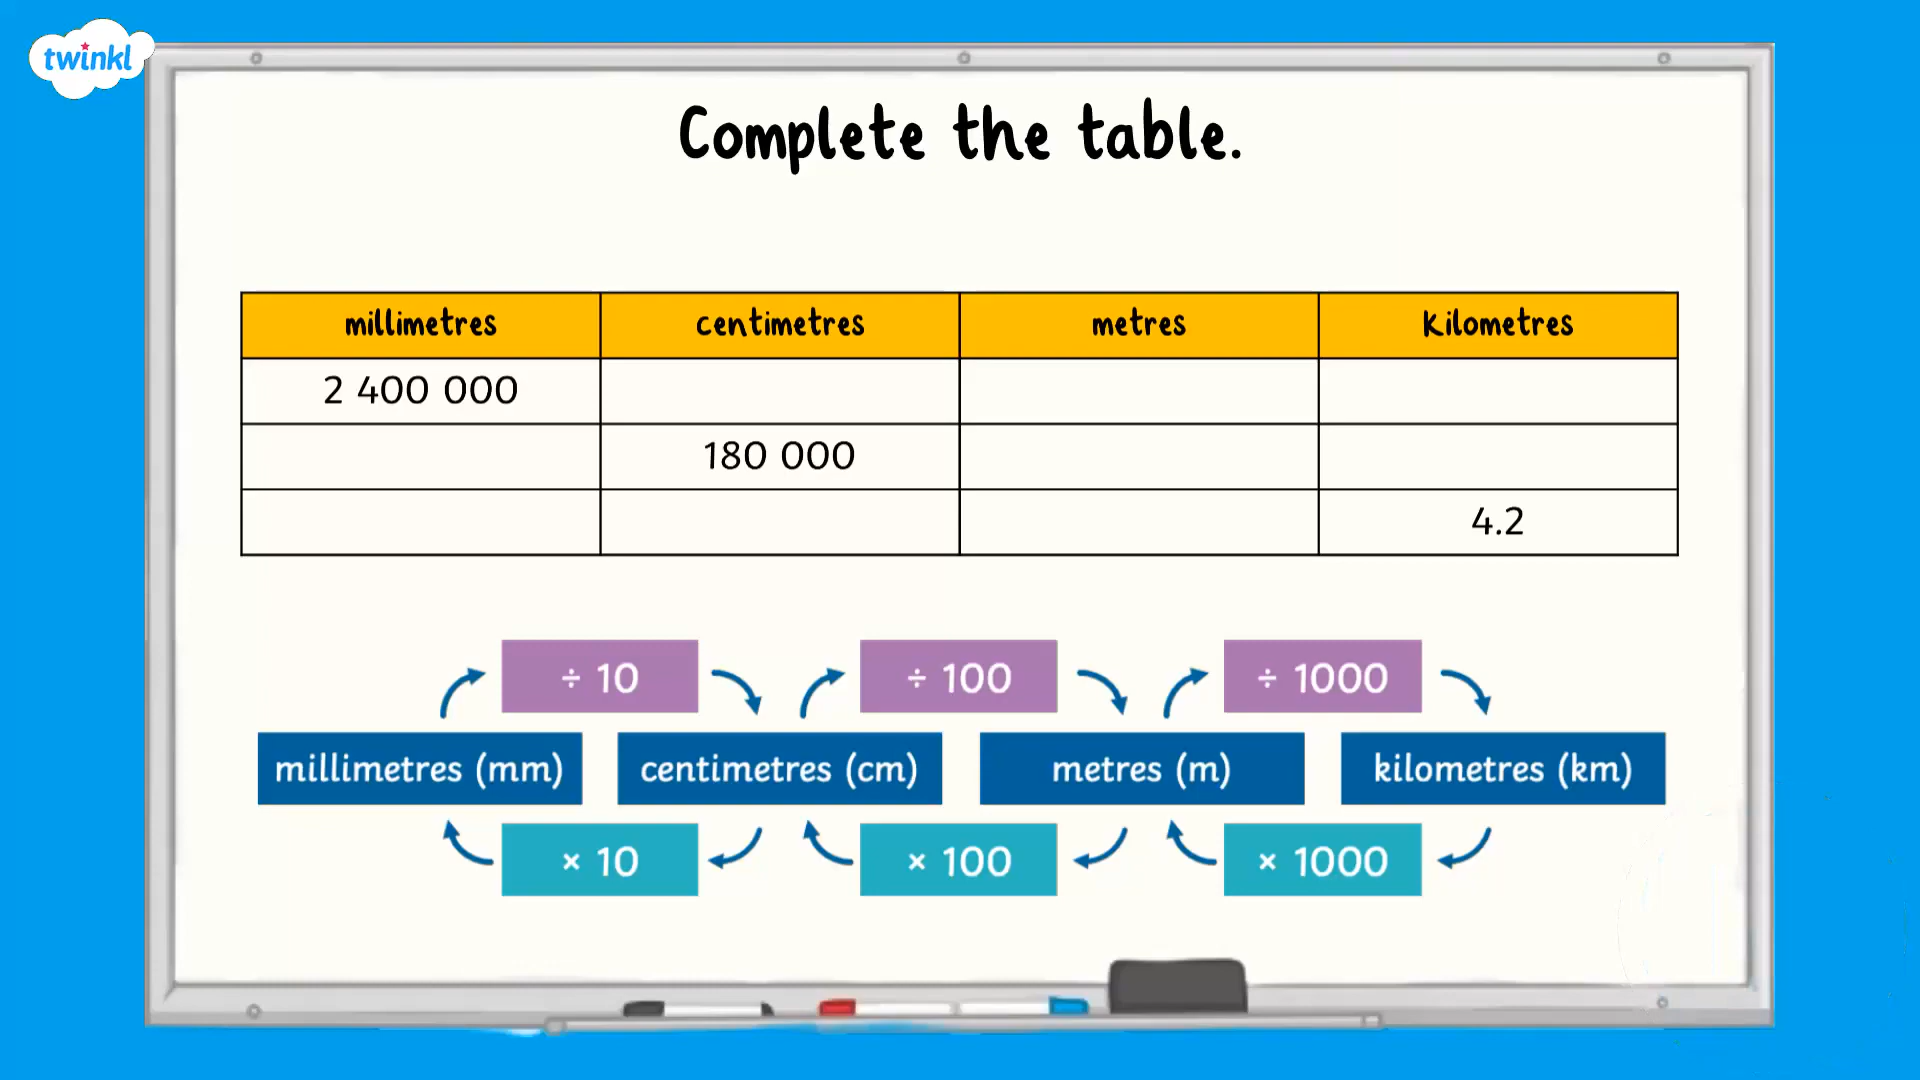 twinkl
Complete the table.
millimetres centimetres metres Kilometres
2 400 000
180 000
4.2
÷ 10 ÷ 100 ÷ 1000
millimetres (mm) centimetres (cm) metres (m) kilometres (km)
× 10 × 100 × 1000